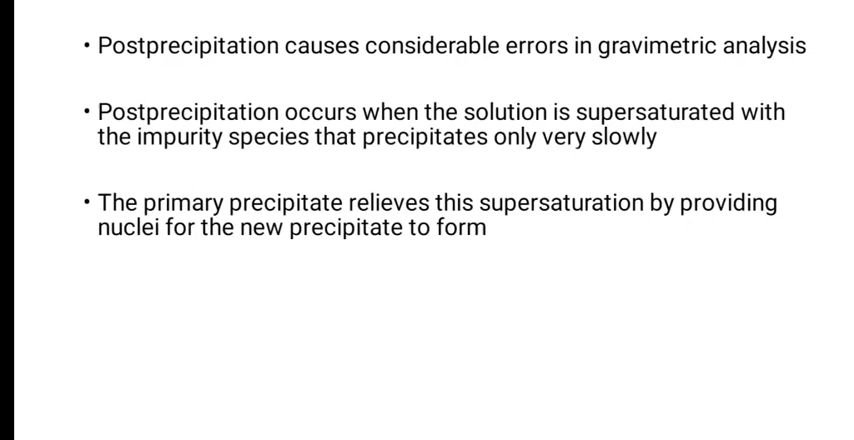 • Postprecipitation causes considerable errors in gravimetric analysis
• Postprecipitation occurs when the solution is supersaturated with
the impurity species that precipitates only very slowly
• The primary precipitate relieves this supersaturation by providing
nuclei for the new precipitate to form